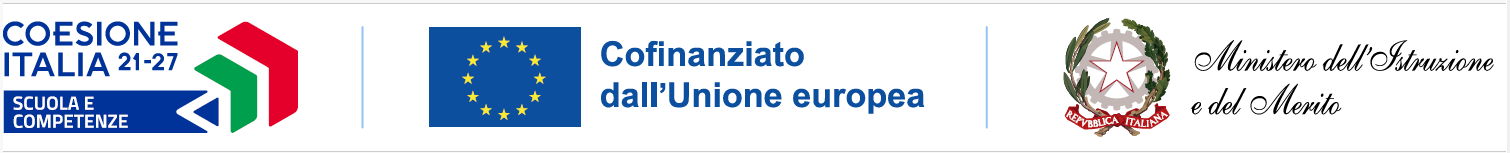 COESIONE
ITALIA 21-27
SCUOLA E
COMPETENZE
Cofinanziato
dall'Unione europea
REPVBBLICA ITALIANA
Ministero dell'Istruzione
e del Merito